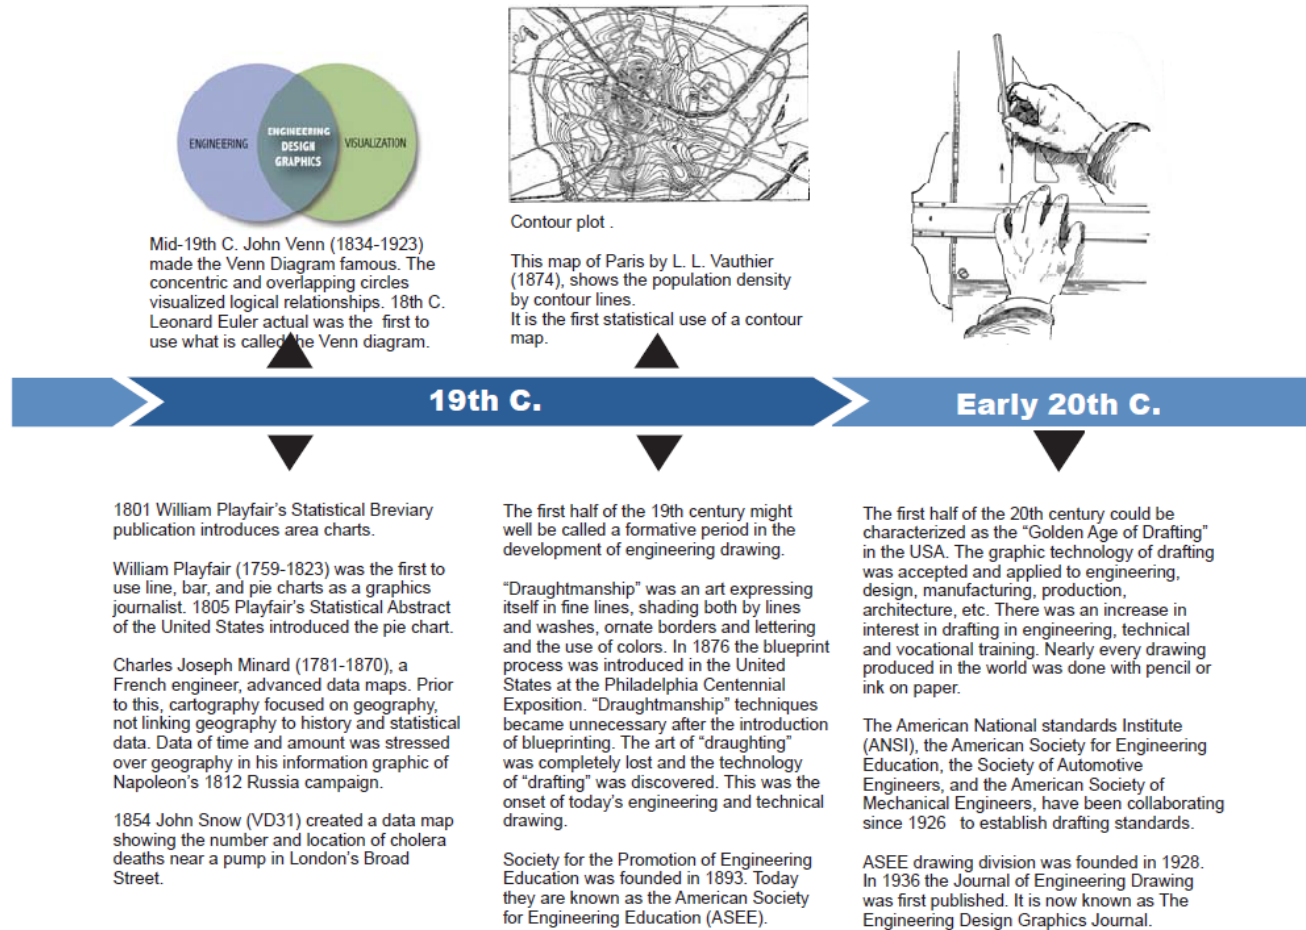 ENGINEERING
ENGINEERING
DESIGN
GRAPHICS
VISUALIZATION
Mid-19th C. John Venn (1834-1923)
made the Venn Diagram famous. The
concentric and overlapping circles
visualized logical relationships. 18th C.
Leonard Euler actual was the first to
use what is called the Venn diagram.
Contour plot .
This map of Paris by L. L. Vauthier
(1874), shows the population density
by contour lines.
It is the first statistical use of a contour
map.
19th C.
Early 20th C.
1801 William Playfair’s Statistical Breviary
publication introduces area charts.
William Playfair (1759-1823) was the first to
use line, bar, and pie charts as a graphics
journalist. 1805 Playfair’s Statistical Abstract
of the United States introduced the pie chart.
Charles Joseph Minard (1781-1870), a
French engineer, advanced data maps. Prior
to this, cartography focused on geography,
not linking geography to history and statistical
data. Data of time and amount was stressed
over geography in his information graphic of
Napoleon’s 1812 Russia campaign.
1854 John Snow (VD31) created a data map
showing the number and location of cholera
deaths near a pump in London’s Broad
Street.
The first half of the 19th century might
well be called a formative period in the
development of engineering drawing.
“Draughtmanship” was an art expressing
itself in fine lines, shading both by lines
and washes, ornate borders and lettering
and the use of colors. In 1876 the blueprint
process was introduced in the United
States at the Philadelphia Centennial
Exposition. “Draughtmanship” techniques
became unnecessary after the introduction
of blueprinting. The art of “draughting”
was completely lost and the technology
of “drafting” was discovered. This was the
onset of today’s engineering and technical
drawing.
Society for the Promotion of Engineering
Education was founded in 1893. Today
they are known as the American Society
for Engineering Education (ASEE).
The first half of the 20th century could be
characterized as the “Golden Age of Drafting”
in the USA. The graphic technology of drafting
was accepted and applied to engineering,
design, manufacturing, production,
architecture, etc. There was an increase in
interest in drafting in engineering, technical
and vocational training. Nearly every drawing
produced in the world was done with pencil or
ink on paper.
The American National standards Institute
(ANSI), the American Society for Engineering
Education, the Society of Automotive
Engineers, and the American Society of
Mechanical Engineers, have been collaborating
since 1926 to establish drafting standards.
ASEE drawing division was founded in 1928.
In 1936 the Journal of Engineering Drawing
was first published. It is now known as The
Engineering Design Graphics Journal.